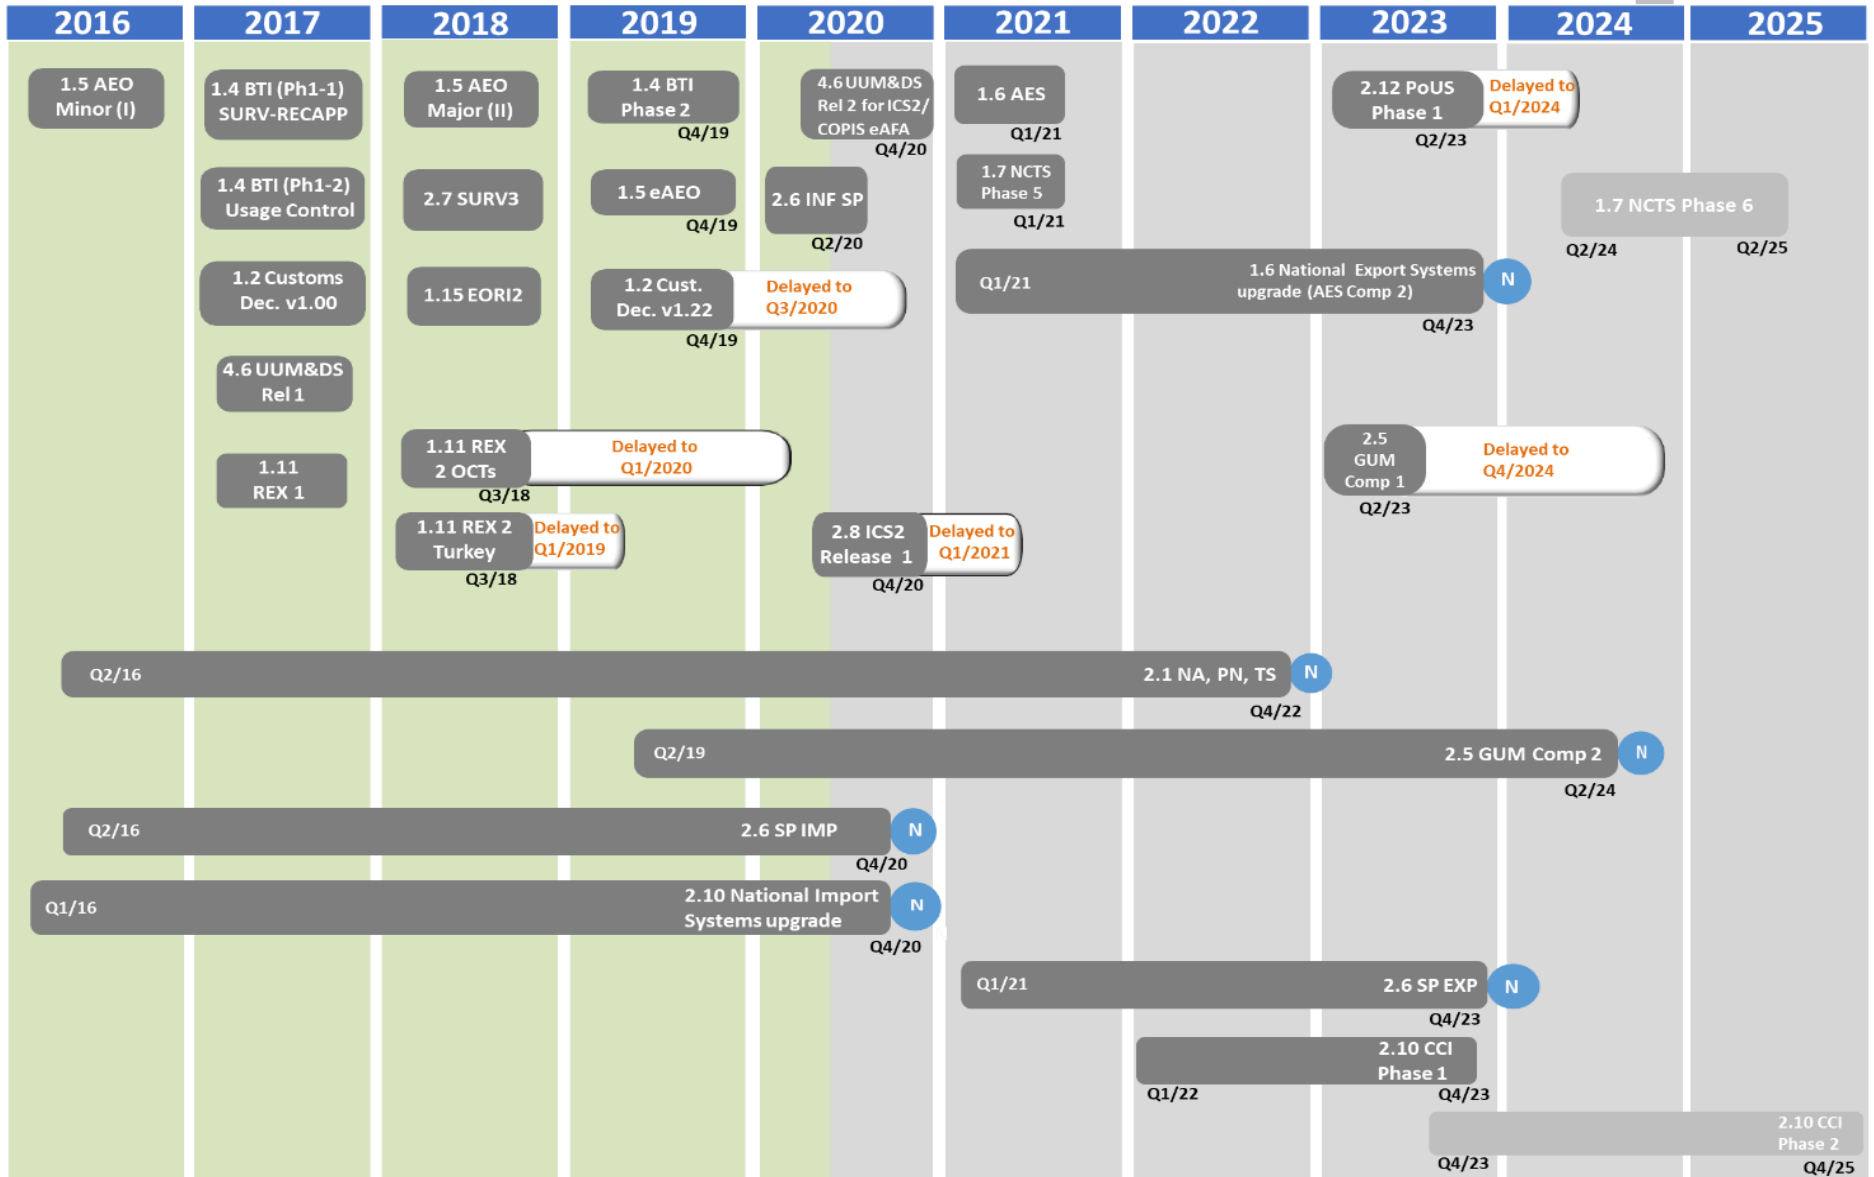 2016
2017
2018
2019
2020
2021
2022
2023
2024
2025
1.5 AEO
Minor (I)
1.4 BTI (Ph1-1)
SURV-RECAPP
1.5 AEO
Major (II)
1.4 BTI
Phase 2
Q4/19
4.6 UUM&DS
Rel 2 for ICS2/
COPIS eAFA
Q4/20
1.6 AES
Q1/21
2.12 PoUS
Phase 1
Q2/23
Delayed to
Q1/2024
1.4 BTI (Ph1-2)
Usage Control
2.7 SURV3
1.5 eAEO
Q4/19
2.6 INF SP
Q2/20
1.7 NCTS
Phase 5
Q1/21
1.7 NCTS Phase 6
Q2/24
Q2/25
1.2 Customs
Dec. v1.00
1.15 EORI2
1.2 Cust.
Dec. v1.22
Q4/19
Delayed to
Q3/2020
Q1/21
1.6 National Export Systems
upgrade (AES Comp 2)
Q4/23
N
4.6 UUM&DS
Rel 1
1.11
REX 1
1.11 REX
2 OCTs
Q3/18
Delayed to
Q1/2020
2.5
GUM
Comp 1
Q2/23
Delayed to
Q4/2024
1.11 REX 2
Turkey
Q3/18
Delayed to
Q1/2019
2.8 ICS2
Release 1
Q4/20
Delayed to
Q1/2021
Q2/16
2.1 NA, PN, TS
N
Q4/22
Q2/19
2.5 GUM Comp 2
N
Q2/24
Q2/16
2.6 SP IMP
N
Q4/20
Q1/16
2.10 National Import
Systems upgrade
N
Q4/20
Q1/21
2.6 SP EXP
N
Q4/23
2.10 CCI
Phase 1
Q1/22
Q4/23
2.10 CCI
Phase 2
Q4/23
Q4/25